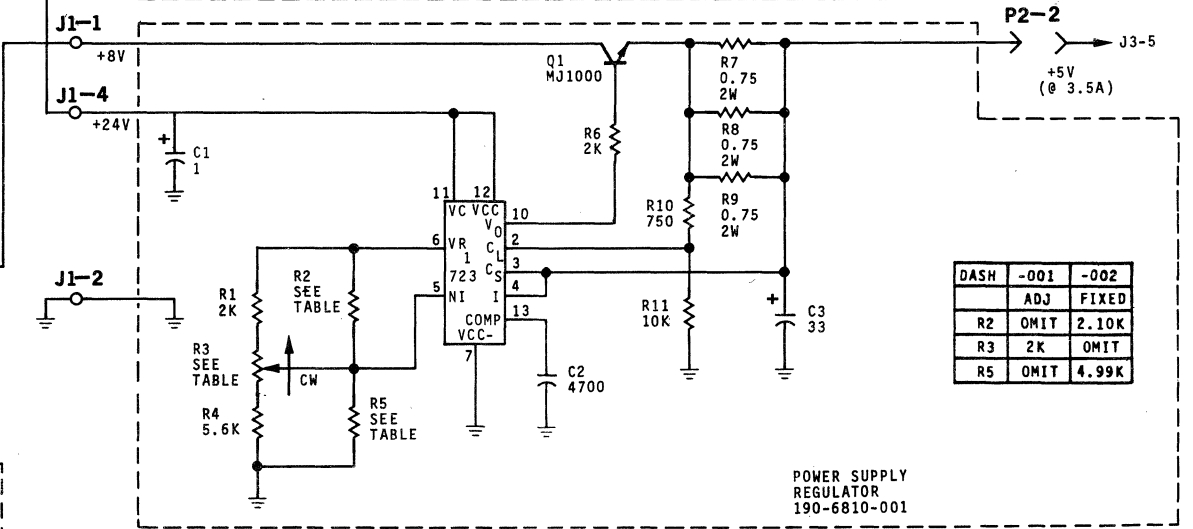 J1-1
+8V
J1-4
+24V
+
C1
1
Q1
MJ1000
R6
2K
R7
0.75
2W
R8
0.75
2W
R9
0.75
2W
P2-2
J3-5
+5V
(@ 3.5A)
11
12
VC
VCC
VO
10
6
VR
1
CL
2
723
CS
3
5
NI
I
4
COMP
13
VCC-
7
R10
750
R11
10K
+
C3
33
C2
4700
J1-2
R1
2K
R2
SEE
TABLE
R3
SEE
TABLE
CW
R4
5.6K
R5
SEE
TABLE
DASH -001 -002
ADJ FIXED
R2 OMIT 2.10K
R3 2K OMIT
R5 OMIT 4.99K
POWER SUPPLY
REGULATOR
190-6810-001